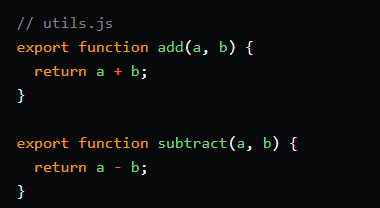 // utils.js
export function add(a, b) {
  return a + b;
}

export function subtract(a, b) {
  return a - b;
}